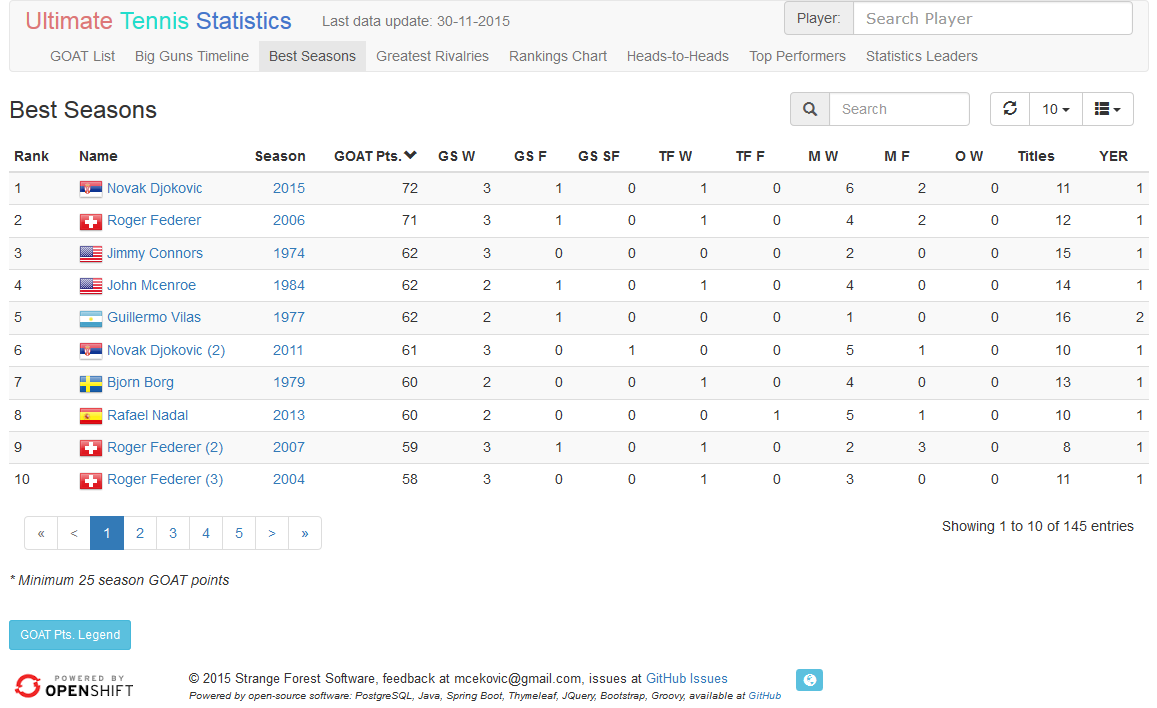 Ultimate Tennis Statistics Last data update: 30-11-2015 Player: Search Player
GOAT List Big Guns Timeline Best Seasons Greatest Rivalries Rankings Chart Heads-to-Heads Top Performers Statistics Leaders
Best Seasons Search 10
Rank Name Season GOAT Pts. GS W GS F GS SF TF W TF F M W M F O W Titles YER
1 Novak Djokovic 2015 72 3 1 0 1 0 6 2 0 11 1
2 Roger Federer 2006 71 3 1 0 1 0 4 2 0 12 1
3 Jimmy Connors 1974 62 3 0 0 0 0 2 0 0 15 1
4 John Mcenroe 1984 62 2 1 0 1 0 4 0 0 14 1
5 Guillermo Vilas 1977 62 2 1 0 0 0 1 0 0 16 2
6 Novak Djokovic (2) 2011 61 3 0 1 0 0 5 1 0 10 1
7 Bjorn Borg 1979 60 2 0 0 1 0 4 0 0 13 1
8 Rafael Nadal 2013 60 2 0 0 0 1 5 1 0 10 1
9 Roger Federer (2) 2007 59 3 1 0 1 0 2 3 0 8 1
10 Roger Federer (3) 2004 58 3 0 0 1 0 3 0 0 11 1
« < 1 2 3 4 5 > » Showing 1 to 10 of 145 entries
* Minimum 25 season GOAT points
GOAT Pts. Legend
POWERED BY
OPENSHIFT
© 2015 Strange Forest Software, feedback at mcekovic@gmail.com, issues at GitHub Issues
Powered by open-source software: PostgreSQL, Java, Spring Boot, Thymeleaf, JQuery, Bootstrap, Groovy, available at GitHub